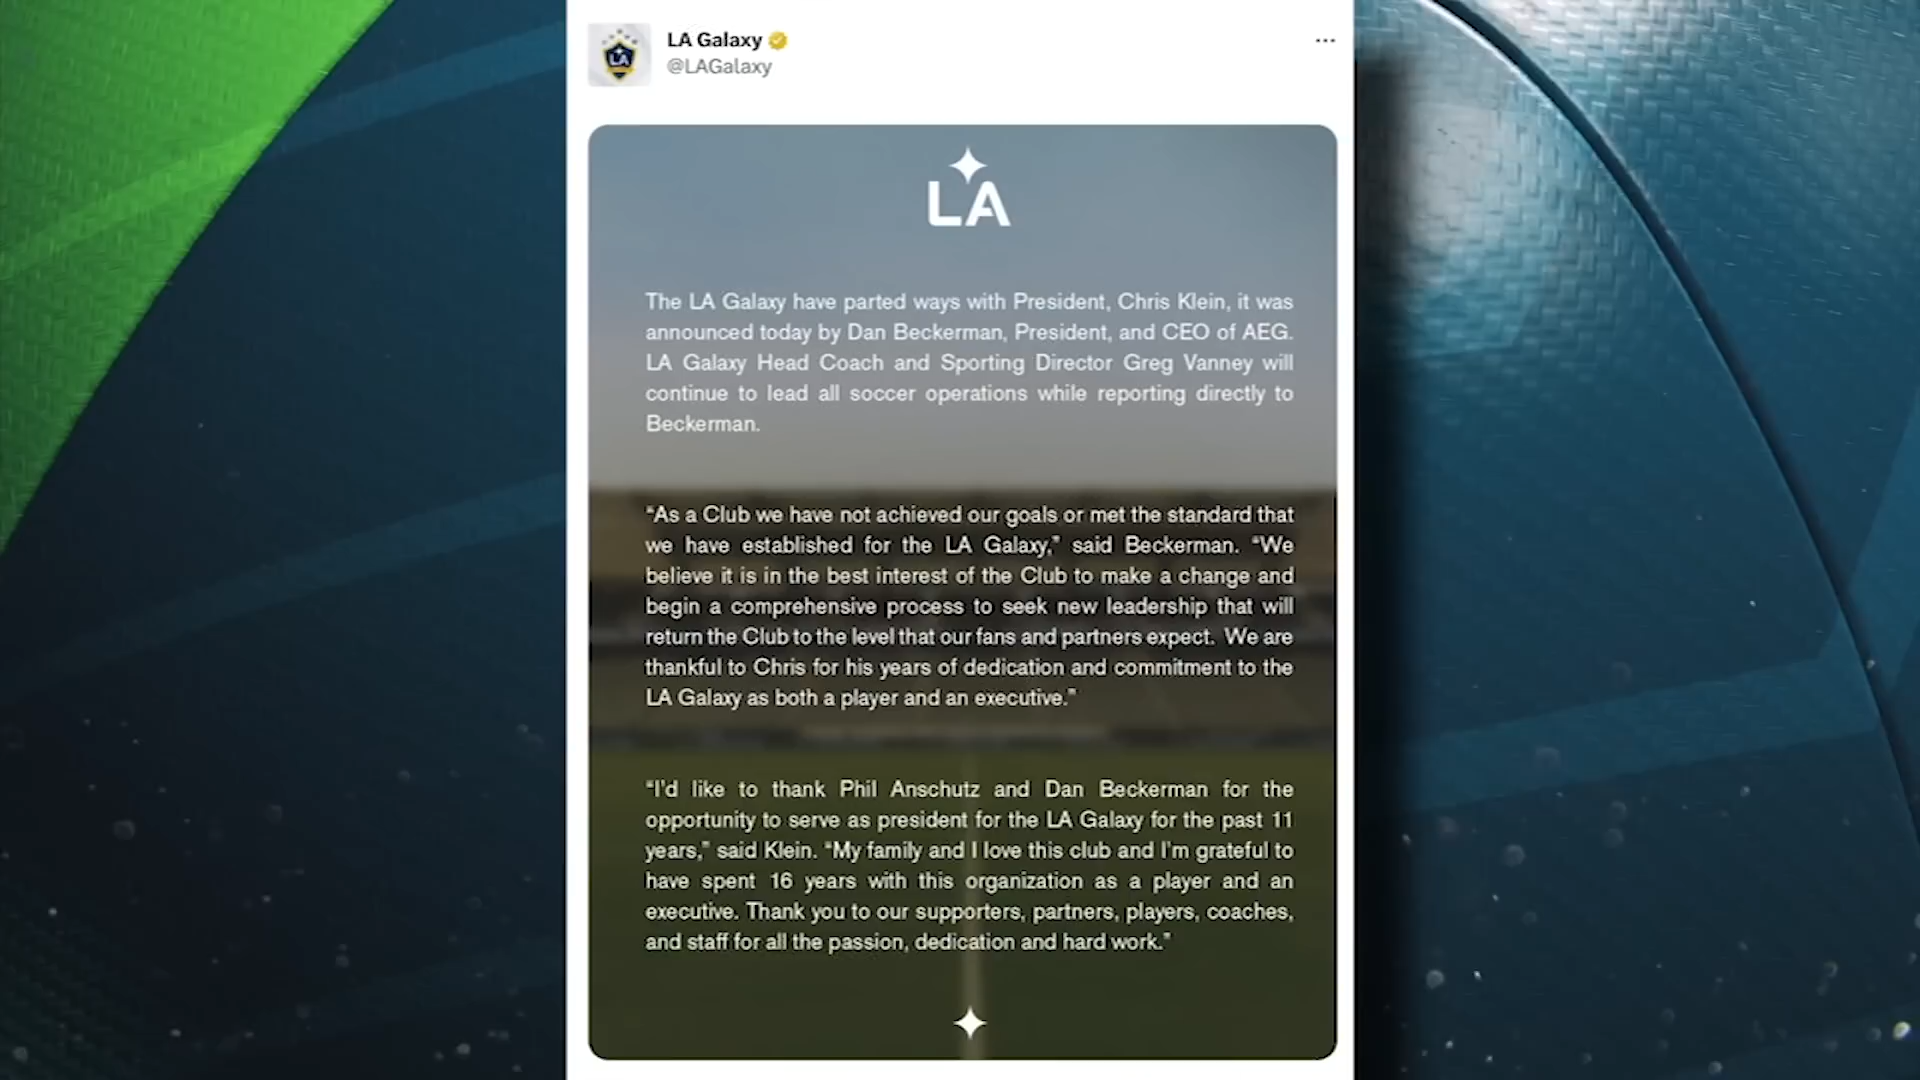 LA Galaxy
@LAGalaxy
LA
LA
The LA Galaxy have parted ways with President, Chris Klein, it was
announced today by Dan Beckerman, President, and CEO of AEG.
LA Galaxy Head Coach and Sporting Director Greg Vanney will
continue to lead all soccer operations while reporting directly to
Beckerman.
“As a Club we have not achieved our goals or met the standard that
we have established for the LA Galaxy,” said Beckerman. “We
believe it is in the best interest of the Club to make a change and
begin a comprehensive process to seek new leadership that will
return the Club to the level that our fans and partners expect. We are
thankful to Chris for his years of dedication and commitment to the
LA Galaxy as both a player and an executive.”
“I'd like to thank Phil Anschutz and Dan Beckerman for the
opportunity to serve as president for the LA Galaxy for the past 11
years,” said Klein. “My family and I love this club and I'm grateful to
have spent 16 years with this organization as a player and an
executive. Thank you to our supporters, partners, players, coaches,
and staff for all the passion, dedication and hard work.”